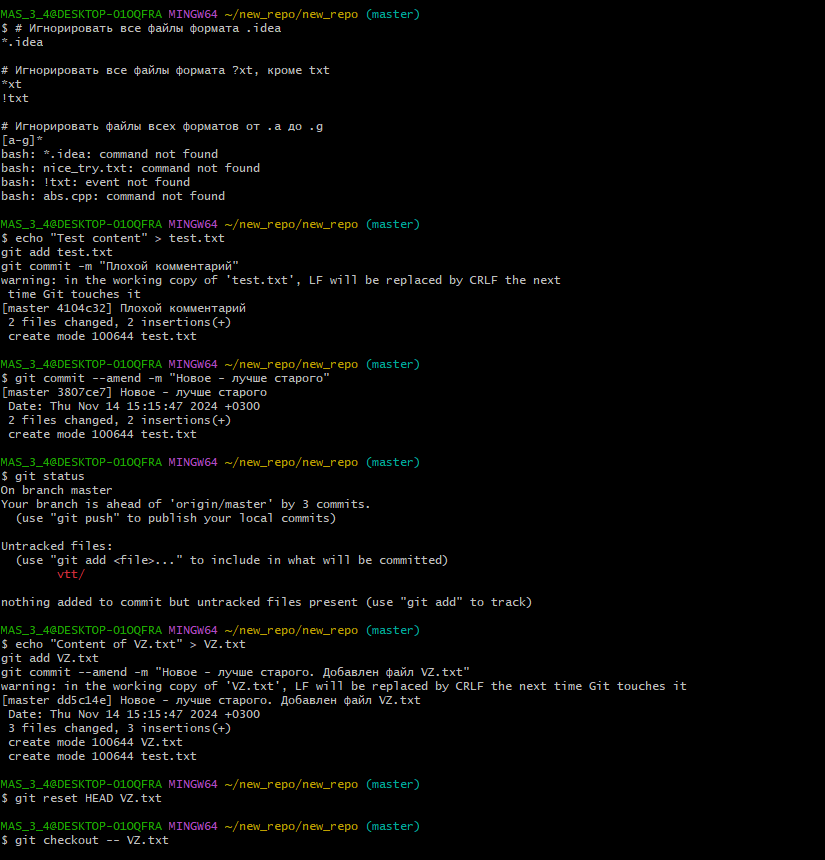 MAS_3_4@DESKTOP-O1OQFRA MINGW64 ~/new_repo/new_repo (master)
$ # Игнорировать все файлы формата .idea
*.idea
# Игнорировать все файлы формата ?xt, кроме txt
*xt
!txt
# Игнорировать файлы всех форматов от .a до .g
[a-g]*
bash: *.idea: command not found
bash: nice_try.txt: command not found
bash: !txt: event not found
bash: abs.cpp: command not found
MAS_3_4@DESKTOP-O1OQFRA MINGW64 ~/new_repo/new_repo (master)
$ echo "Test content" > test.txt
git add test.txt
git commit -m "Плохой комментарий"
warning: in the working copy of 'test.txt', LF will be replaced by CRLF the next
 time Git touches it
[master 4104c32] Плохой комментарий
 2 files changed, 2 insertions(+)
 create mode 100644 test.txt
MAS_3_4@DESKTOP-O1OQFRA MINGW64 ~/new_repo/new_repo (master)
$ git commit --amend -m "Новое - лучше старого"
[master 3807ce7] Новое - лучше старого
 Date: Thu Nov 14 15:15:47 2024 +0300
 2 files changed, 2 insertions(+)
 create mode 100644 test.txt
MAS_3_4@DESKTOP-O1OQFRA MINGW64 ~/new_repo/new_repo (master)
$ git status
On branch master
Your branch is ahead of 'origin/master' by 3 commits.
  (use "git push" to publish your local commits)
Untracked files:
  (use "git add <file>..." to include in what will be committed)
        vtt/
nothing added to commit but untracked files present (use "git add" to track)
MAS_3_4@DESKTOP-O1OQFRA MINGW64 ~/new_repo/new_repo (master)
$ echo "Content of VZ.txt" > VZ.txt
git add VZ.txt
git commit --amend -m "Новое - лучше старого. Добавлен файл VZ.txt"
warning: in the working copy of 'VZ.txt', LF will be replaced by CRLF the next time Git touches it
[master dd5c14e] Новое - лучше старого. Добавлен файл VZ.txt
 Date: Thu Nov 14 15:15:47 2024 +0300
 3 files changed, 3 insertions(+)
 create mode 100644 VZ.txt
 create mode 100644 test.txt
MAS_3_4@DESKTOP-O1OQFRA MINGW64 ~/new_repo/new_repo (master)
$ git reset HEAD VZ.txt
MAS_3_4@DESKTOP-O1OQFRA MINGW64 ~/new_repo/new_repo (master)
$ git checkout -- VZ.txt